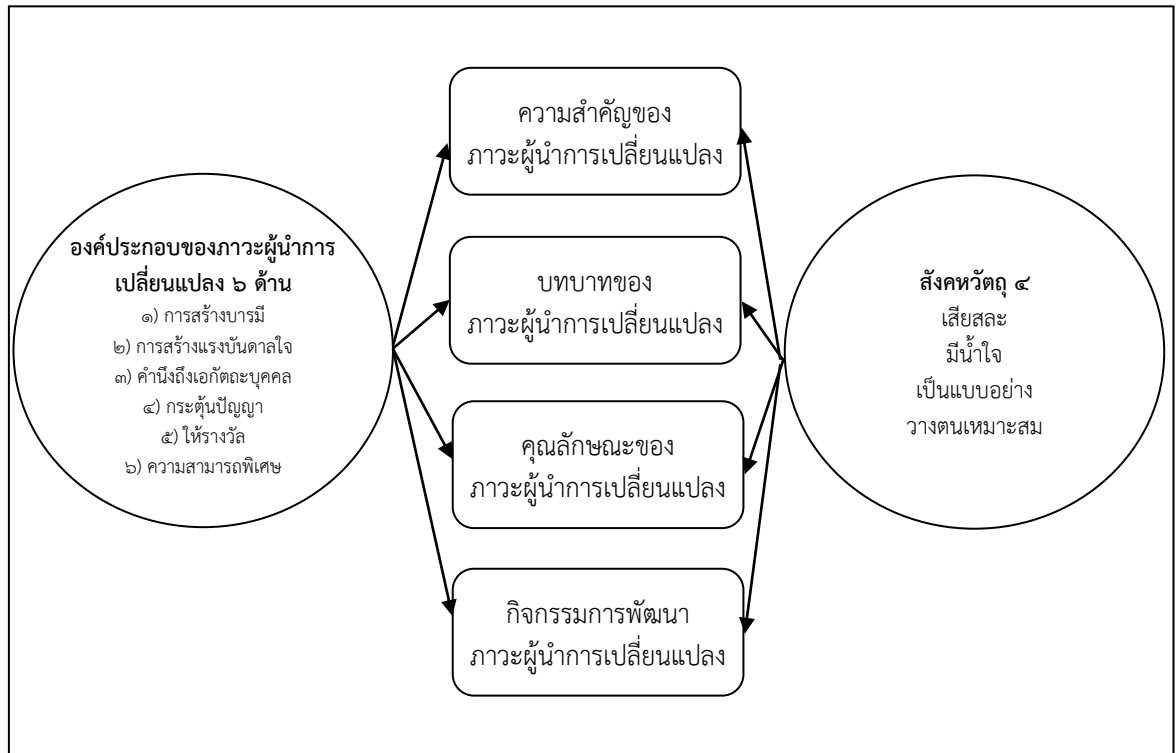 องค์ประกอบของภาวะผู้นำการ
เปลี่ยนแปลง ๖ ด้าน
๑) การสร้างบารมี
๒) การสร้างแรงบันดาลใจ
๓) คำนึงถึงเอกัตถะบุคคล
๔) กระตุ้นปัญญา
๕) ให้รางวัล
๖) ความสามารถพิเศษ
ความสำคัญของ
ภาวะผู้นำการเปลี่ยนแปลง
บทบาทของ
ภาวะผู้นำการเปลี่ยนแปลง
คุณลักษณะของ
ภาวะผู้นำการเปลี่ยนแปลง
กิจกรรมการพัฒนา
ภาวะผู้นำการเปลี่ยนแปลง
สังคหวัตถุ ๔
เสียสละ
มีน้ำใจ
เป็นแบบอย่าง
วางตนเหมาะสม